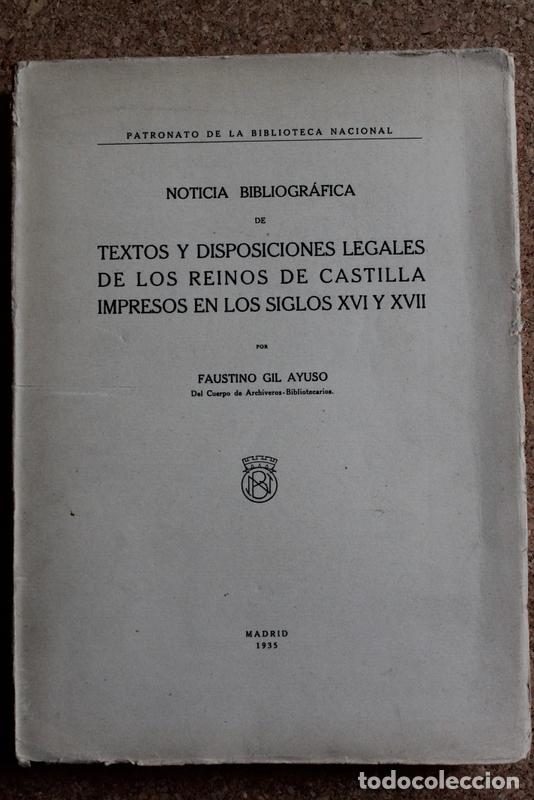 PATRONATO DE LA BIBLIOTECA NACIONAL
NOTICIA BIBLIOGRÁFICA
DE
TEXTOS Y DISPOSICIONES LEGALES
DE LOS REINOS DE CASTILLA
IMPRESOS EN LOS SIGLOS XVI Y XVII
POR
FAUSTINO GIL AYUSO
Del Cuerpo de Archiveros-Bibliotecarios.
MADRID
1935
todocoleccion